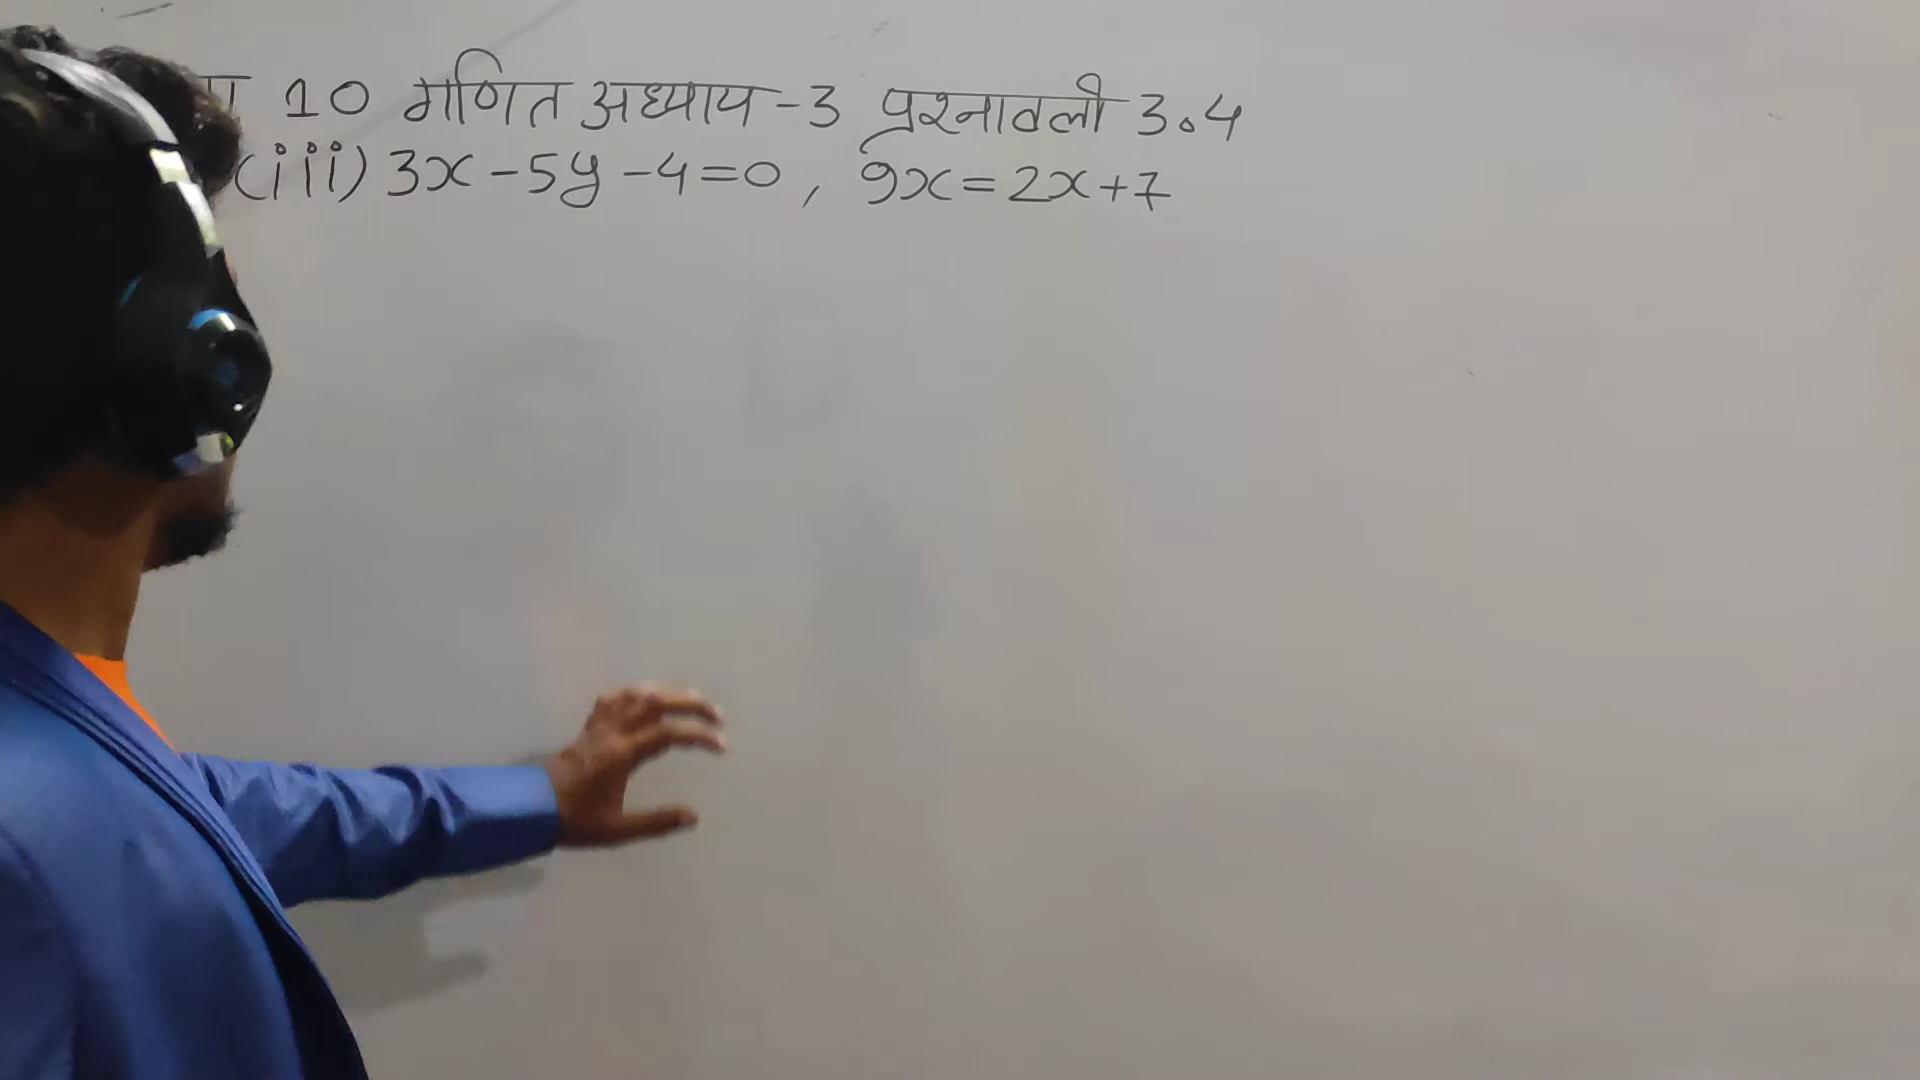 10 गणित अध्याय-3 प्रश्नावली 3.4
(iii) 3x-5y-4=0, 9x=2x+7